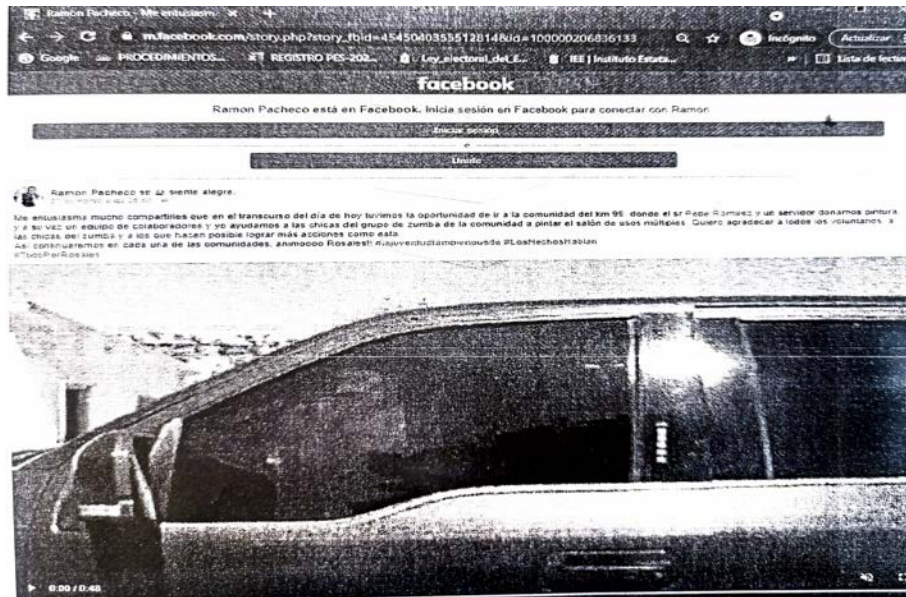 Ramon Pacheco - Me entusiasm
m.facebook.com/story.php?story_fbid=4545040355512814&id=100000206836133
Incógnito
Actualizar
Google
PROCEDIMIENTOS...
REGISTRO PES-202...
Ley_electoral_del_E...
IEE | Instituto Estata...
Lista de lectur
facebook
Ramon Pacheco está en Facebook. Inicia sesión en Facebook para conectar con Ramon
Iniciar sesión
o
Unirte
Ramon Pacheco se siente alegre.
Me entusiasma mucho compartirles que en el transcurso del día de hoy tuvimos la oportunidad de ir a la comunidad del km 99, donde el sr Pepe Ramirez y un servidor donamos pintura
y a su vez un equipo de colaboradores y yo ayudamos a las chicas del grupo de zumba de la comunidad a pintar el salón de usos múltiples. Quiero agradecer a todos los voluntarios, a
las chicas del zumba y a los que hacen posible lograr más acciones como esta.
Así continuaremos en cada una de las comunidades, animoooo Rosales!! #lajuventudtambienpuede #LosHechosHablan
#TodoPorRosales
0:00 / 0:48